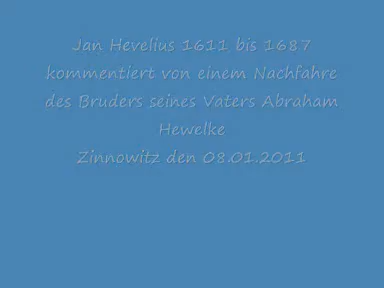 Jan Hevelius 1611 bis 1687
kommentiert von einem Nachfahre
des Bruders seines Vaters Abraham
Hewelke
Zinnowitz den 08.01.2011